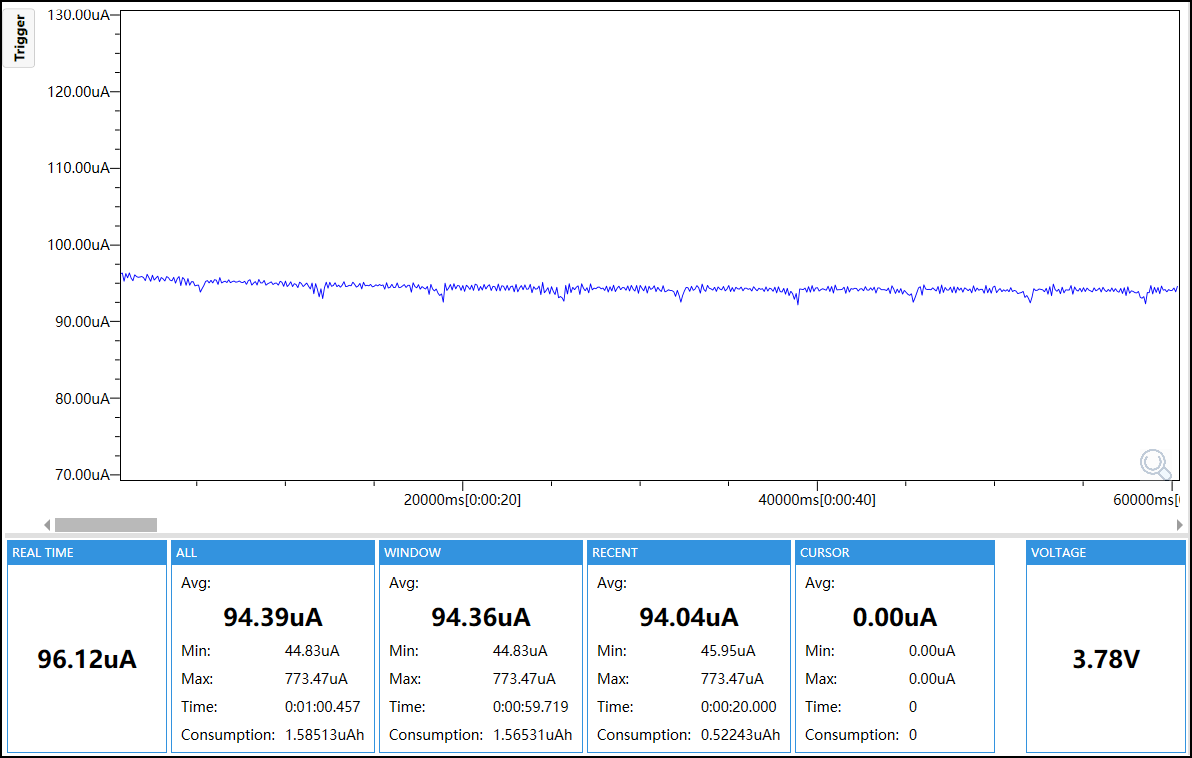 Trigger
130.00uA
120.00uA
110.00uA
100.00uA
90.00uA
80.00uA
70.00uA
20000ms[0:00:20]
40000ms[0:00:40]
60000ms[
REAL TIME
96.12uA
ALL
Avg:
94.39uA
Min: 44.83uA
Max: 773.47uA
Time: 0:01:00.457
Consumption: 1.58513uAh
WINDOW
Avg:
94.36uA
Min: 44.83uA
Max: 773.47uA
Time: 0:00:59.719
Consumption: 1.56531uAh
RECENT
Avg:
94.04uA
Min: 45.95uA
Max: 773.47uA
Time: 0:00:20.000
Consumption: 0.52243uAh
CURSOR
Avg:
0.00uA
Min: 0.00uA
Max: 0.00uA
Time: 0
Consumption: 0
VOLTAGE
3.78V